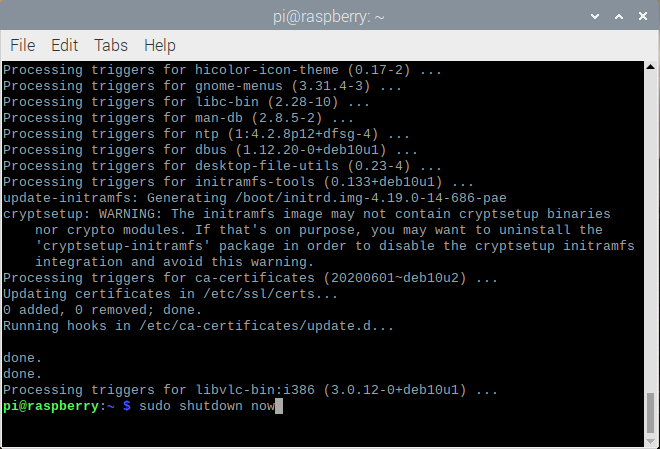 pi@raspberry: ~
File Edit Tabs Help
Processing triggers for hicolor-icon-theme (0.17-2) ...
Processing triggers for gnome-menus (3.31.4-3) ...
Processing triggers for libc-bin (2.28-10) ...
Processing triggers for man-db (2.8.5-2) ...
Processing triggers for ntp (1:4.2.8p12+dfsg-4) ...
Processing triggers for dbus (1.12.20-0+deb10u1) ...
Processing triggers for desktop-file-utils (0.23-4) ...
Processing triggers for initramfs-tools (0.133+deb10u1) ...
update-initramfs: Generating /boot/initrd.img-4.19.0-14-686-pae
cryptsetup: WARNING: The initramfs image may not contain cryptsetup binaries
    nor crypto modules. If that's on purpose, you may want to uninstall the
    'cryptsetup-initramfs' package in order to disable the cryptsetup initramfs
    integration and avoid this warning.
Processing triggers for ca-certificates (20200601~deb10u2) ...
Updating certificates in /etc/ssl/certs...
0 added, 0 removed; done.
Running hooks in /etc/ca-certificates/update.d...

done.
done.
Processing triggers for libvlc-bin:i386 (3.0.12-0+deb10u1) ...
pi@raspberry:~ $ sudo shutdown now